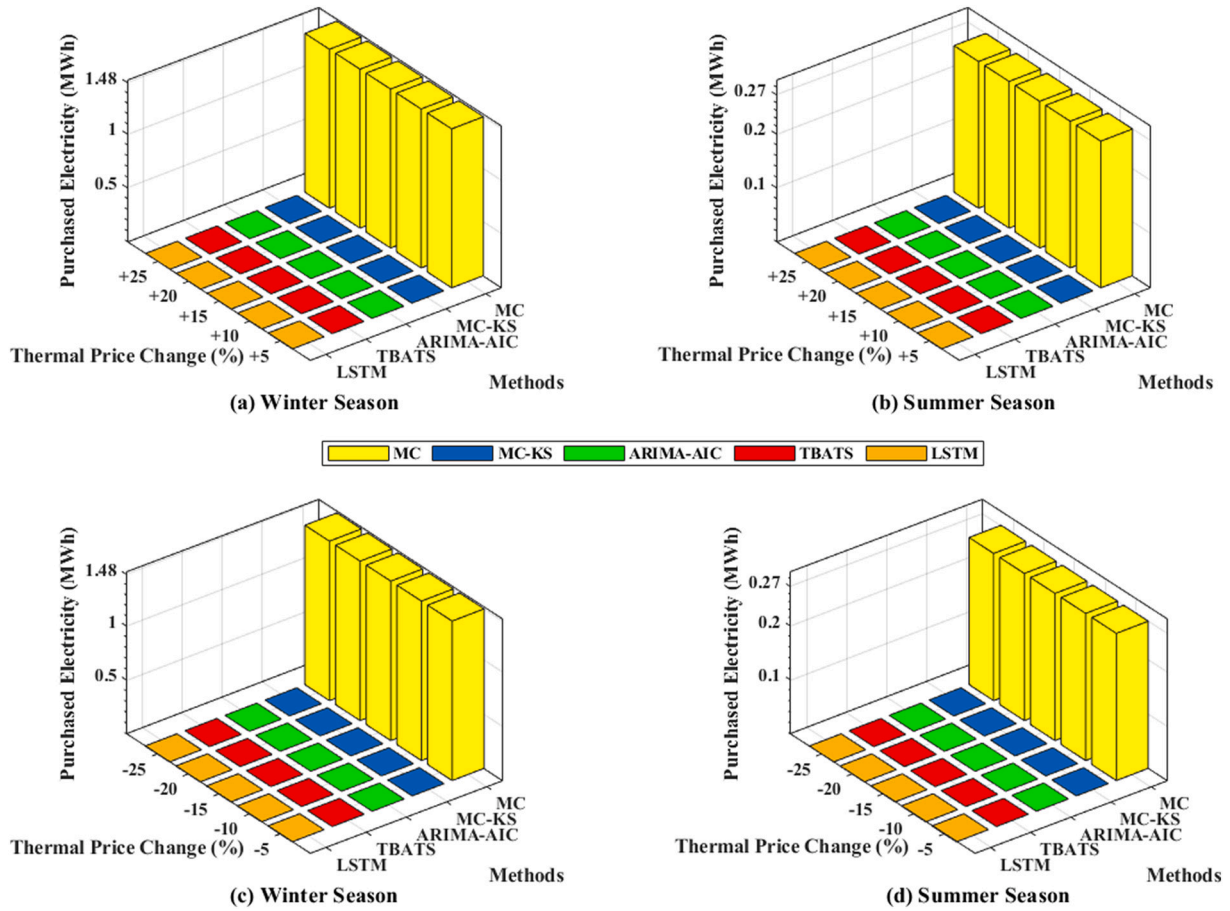 Purchased Electricity (MWh)
1.48
1
0.5
+25
+20
+15
+10
+5
Thermal Price Change (%)
MC
MC-KS
ARIMA-AIC
TBATS
LSTM
Methods
(a) Winter Season
Purchased Electricity (MWh)
0.27
0.2
0.1
+25
+20
+15
+10
+5
Thermal Price Change (%)
MC
MC-KS
ARIMA-AIC
TBATS
LSTM
Methods
(b) Summer Season
MC MC-KS ARIMA-AIC TBATS LSTM
Purchased Electricity (MWh)
1.48
1
0.5
-25
-20
-15
-10
-5
Thermal Price Change (%)
MC
MC-KS
ARIMA-AIC
TBATS
LSTM
Methods
(c) Winter Season
Purchased Electricity (MWh)
0.27
0.2
0.1
-25
-20
-15
-10
-5
Thermal Price Change (%)
MC
MC-KS
ARIMA-AIC
TBATS
LSTM
Methods
(d) Summer Season